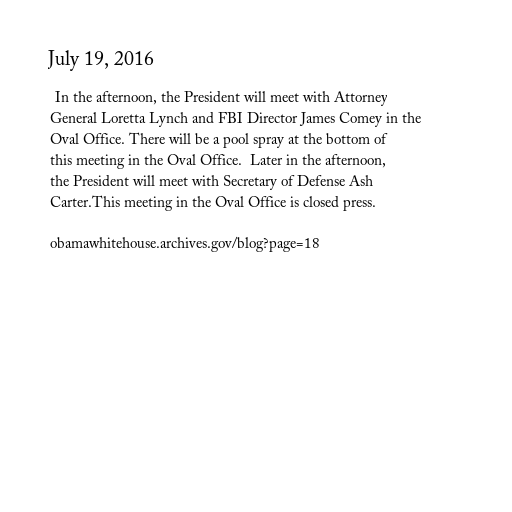 July 19, 2016
In the afternoon, the President will meet with Attorney
General Loretta Lynch and FBI Director James Comey in the
Oval Office. There will be a pool spray at the bottom of
this meeting in the Oval Office.  Later in the afternoon,
the President will meet with Secretary of Defense Ash
Carter.This meeting in the Oval Office is closed press.
obamawhitehouse.archives.gov/blog?page=18